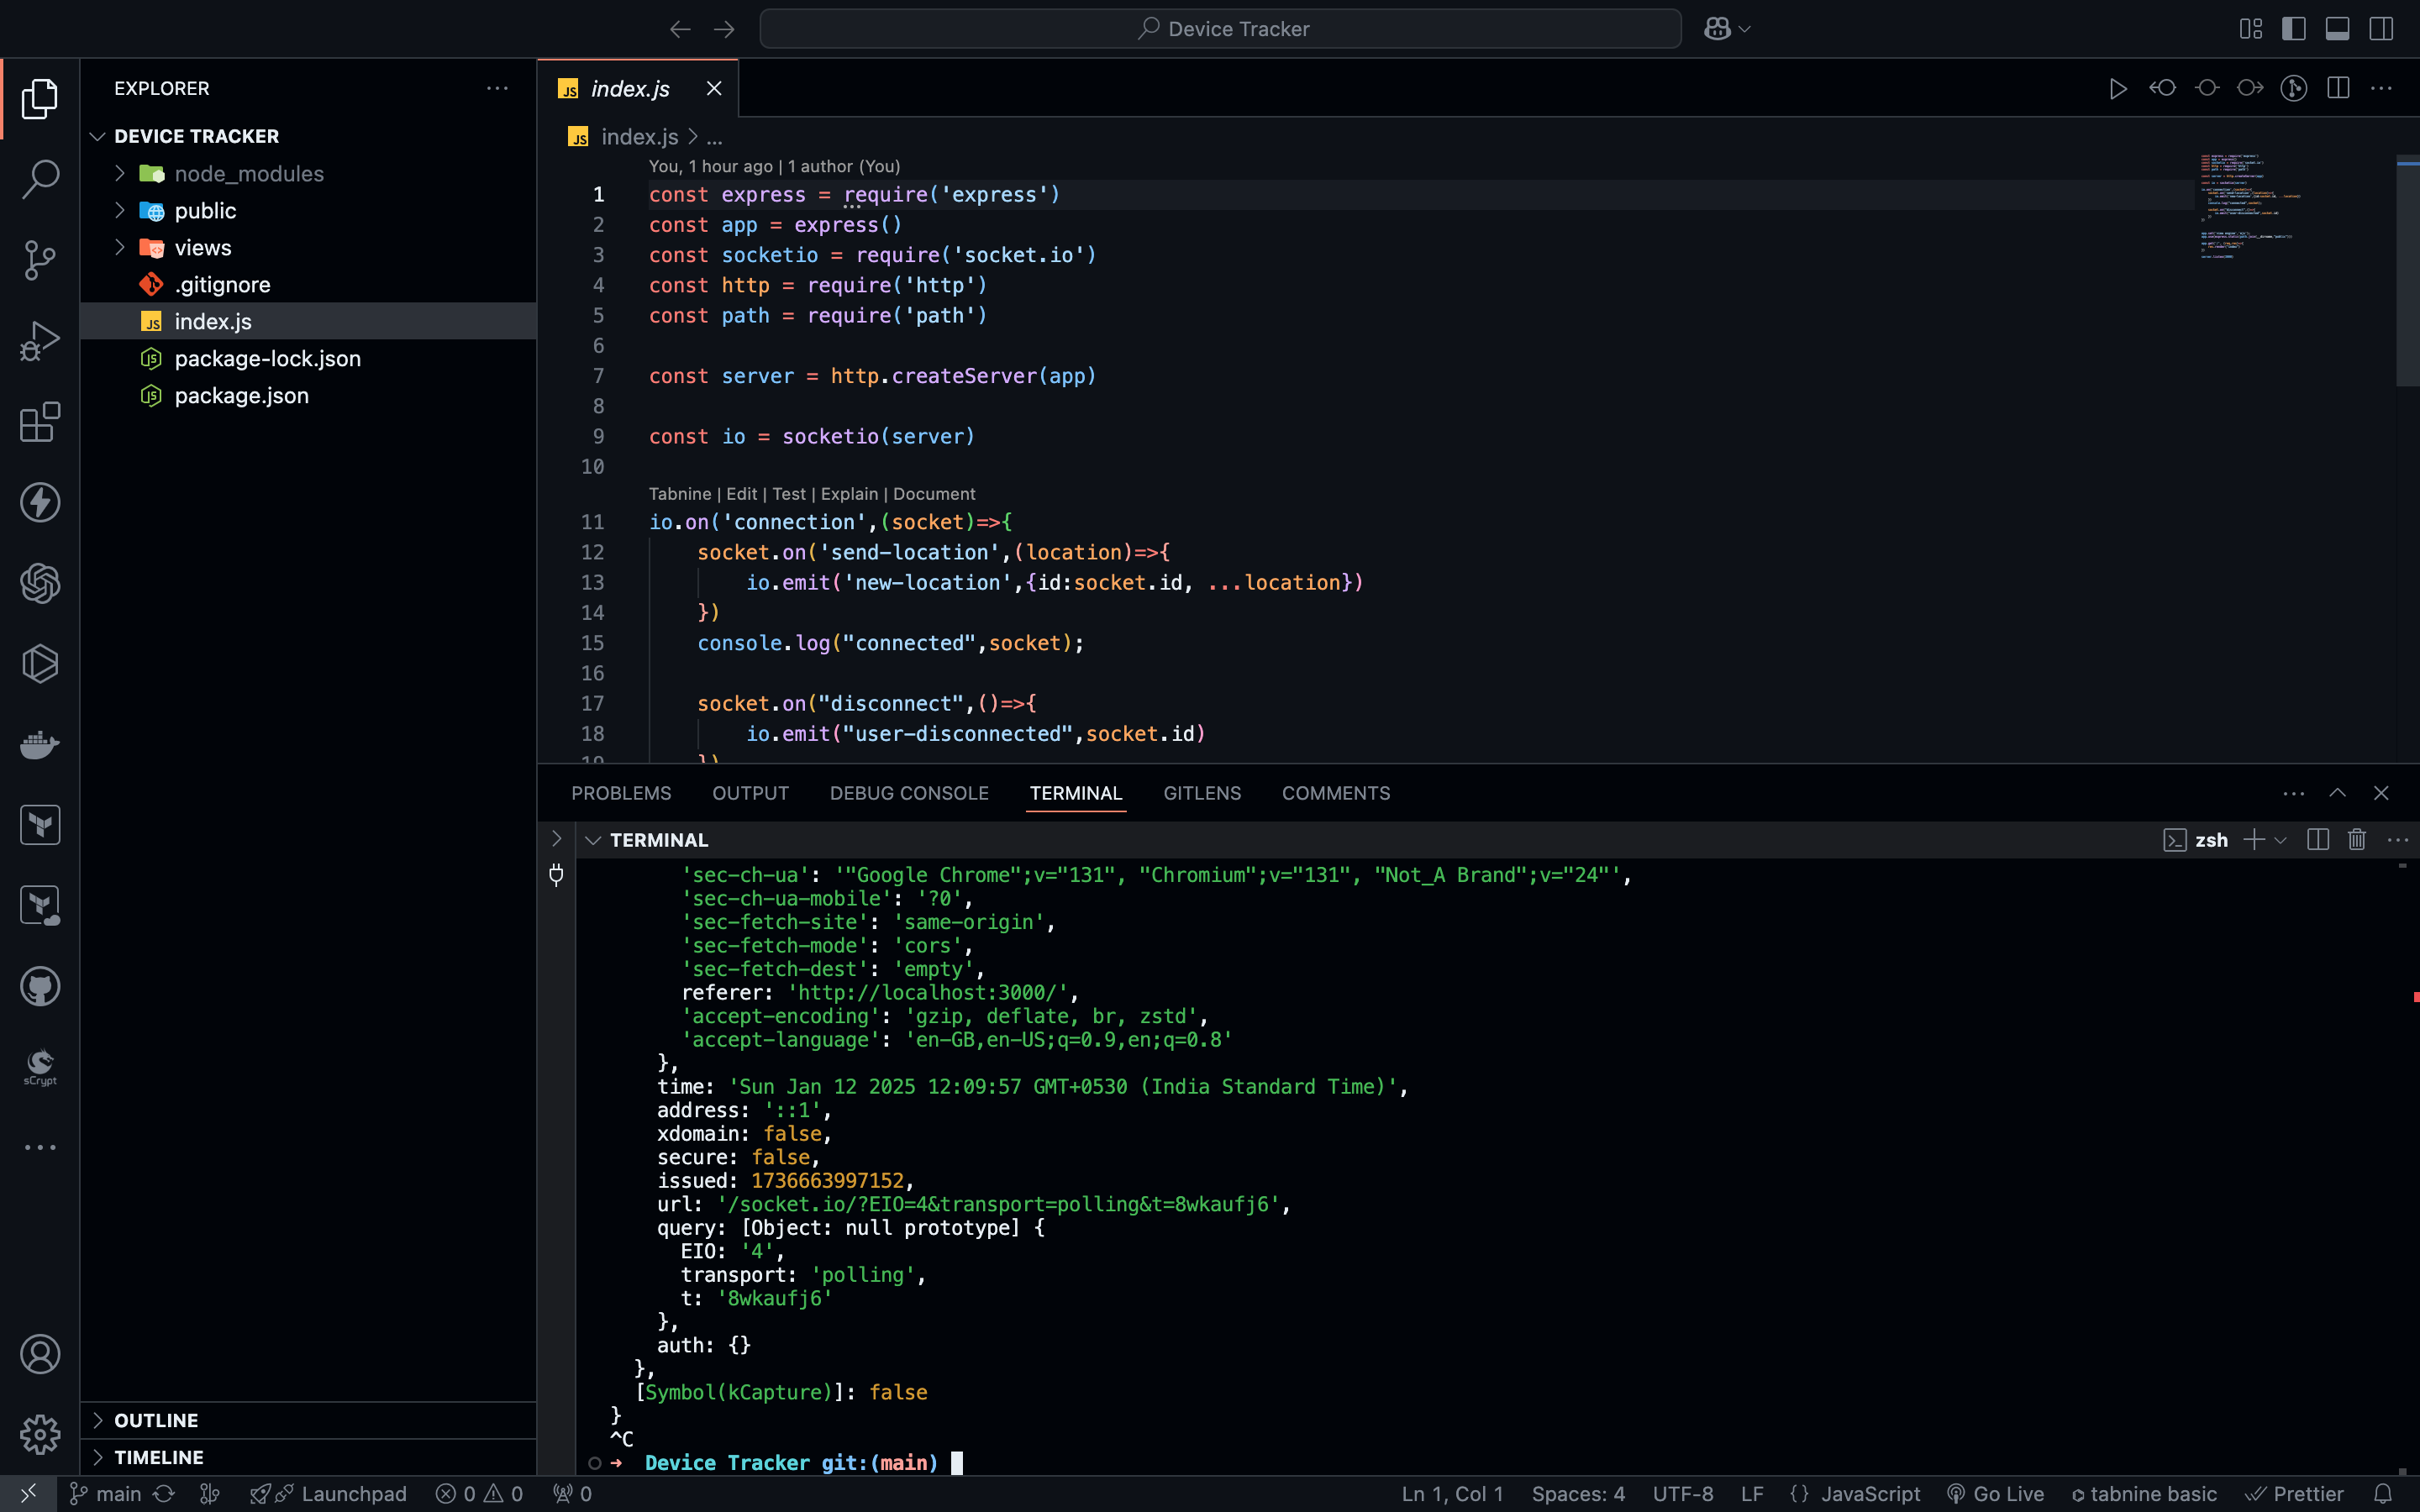 Device Tracker
EXPLORER
DEVICE TRACKER
node_modules
public
views
.gitignore
index.js
package-lock.json
package.json
OUTLINE
TIMELINE
sCrypt
index.js
index.js > ...
You, 1 hour ago | 1 author (You)
1 const express = require('express')
2 const app = express()
3 const socketio = require('socket.io')
4 const http = require('http')
5 const path = require('path')
6
7 const server = http.createServer(app)
8
9 const io = socketio(server)
10
Tabnine | Edit | Test | Explain | Document
11 io.on('connection',(socket)=>{
12 socket.on('send-location',(location)=>{
13 io.emit('new-location',{id:socket.id, ...location})
14 })
15 console.log("connected",socket);
16
17 socket.on("disconnect",()=>{
18 io.emit("user-disconnected",socket.id)
19 })
PROBLEMS OUTPUT DEBUG CONSOLE TERMINAL GITLENS COMMENTS
TERMINAL
zsh
'sec-ch-ua': '"Google Chrome";v="131", "Chromium";v="131", "Not_A Brand";v="24"',
'sec-ch-ua-mobile': '?0',
'sec-fetch-site': 'same-origin',
'sec-fetch-mode': 'cors',
'sec-fetch-dest': 'empty',
referer: 'http://localhost:3000/',
'accept-encoding': 'gzip, deflate, br, zstd',
'accept-language': 'en-GB,en-US;q=0.9,en;q=0.8'
},
time: 'Sun Jan 12 2025 12:09:57 GMT+0530 (India Standard Time)',
address: '::1',
xdomain: false,
secure: false,
issued: 1736663997152,
url: '/socket.io/?EIO=4&transport=polling&t=8wkaufj6',
query: [Object: null prototype] {
EIO: '4',
transport: 'polling',
t: '8wkaufj6'
},
auth: {}
},
[Symbol(kCapture)]: false
}
^C
➜ Device Tracker git:(main)
main Launchpad 0 0 0 Ln 1, Col 1 Spaces: 4 UTF-8 LF {} JavaScript Go Live tabnine basic Prettier